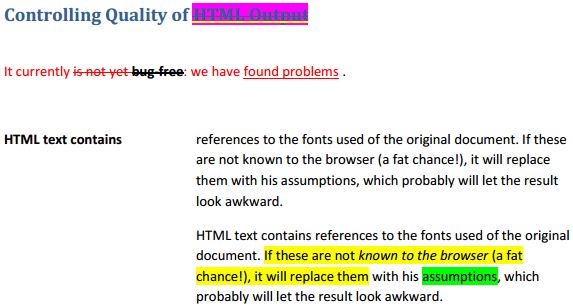 Controlling Quality of HTML Output
It currently is not yet bug-free: we have found problems .
HTML text contains
references to the fonts used of the original document. If these
are not known to the browser (a fat chance!), it will replace
them with his assumptions, which probably will let the result
look awkward.
HTML text contains references to the fonts used of the original
document. If these are not known to the browser (a fat
chance!), it will replace them with his assumptions, which
probably will let the result look awkward.